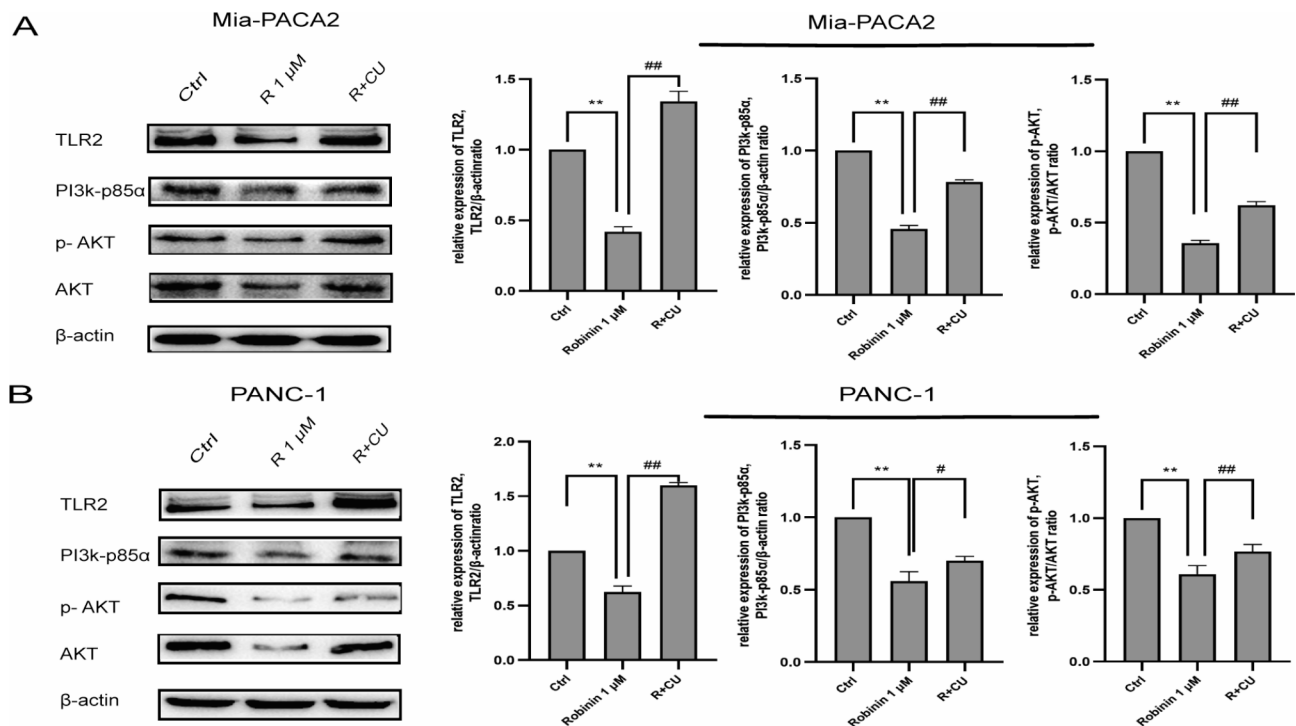 A
Mia-PACA2
Ctrl
R 1 μM
R+CU
TLR2
PI3k-p85α
p- AKT
AKT
β-actin
Mia-PACA2
relative expression of TLR2,
TLR2/β-actinratio
1.5
1.0
0.5
0.0
**
##
Ctrl
Robinin 1 μM
R+CU
relative expression of PI3k-p85α,
PI3k-p85α/β-actin ratio
1.5
1.0
0.5
0.0
**
##
Ctrl
Robinin 1 μM
R+CU
relative expression of p-AKT,
p-AKT/AKT ratio
1.5
1.0
0.5
0.0
**
##
Ctrl
Robinin 1 μM
R+CU
B
PANC-1
Ctrl
R 1 μM
R+CU
TLR2
PI3k-p85α
p- AKT
AKT
β-actin
PANC-1
relative expression of TLR2,
TLR2/β-actinratio
2.0
1.5
1.0
0.5
0.0
**
##
Ctrl
Robinin 1 μM
R+CU
relative expression of PI3k-p85α,
PI3k-p85α/β-actin ratio
1.5
1.0
0.5
0.0
**
#
Ctrl
Robinin 1 μM
R+CU
relative expression of p-AKT,
p-AKT/AKT ratio
1.5
1.0
0.5
0.0
**
##
Ctrl
Robinin 1 μM
R+CU